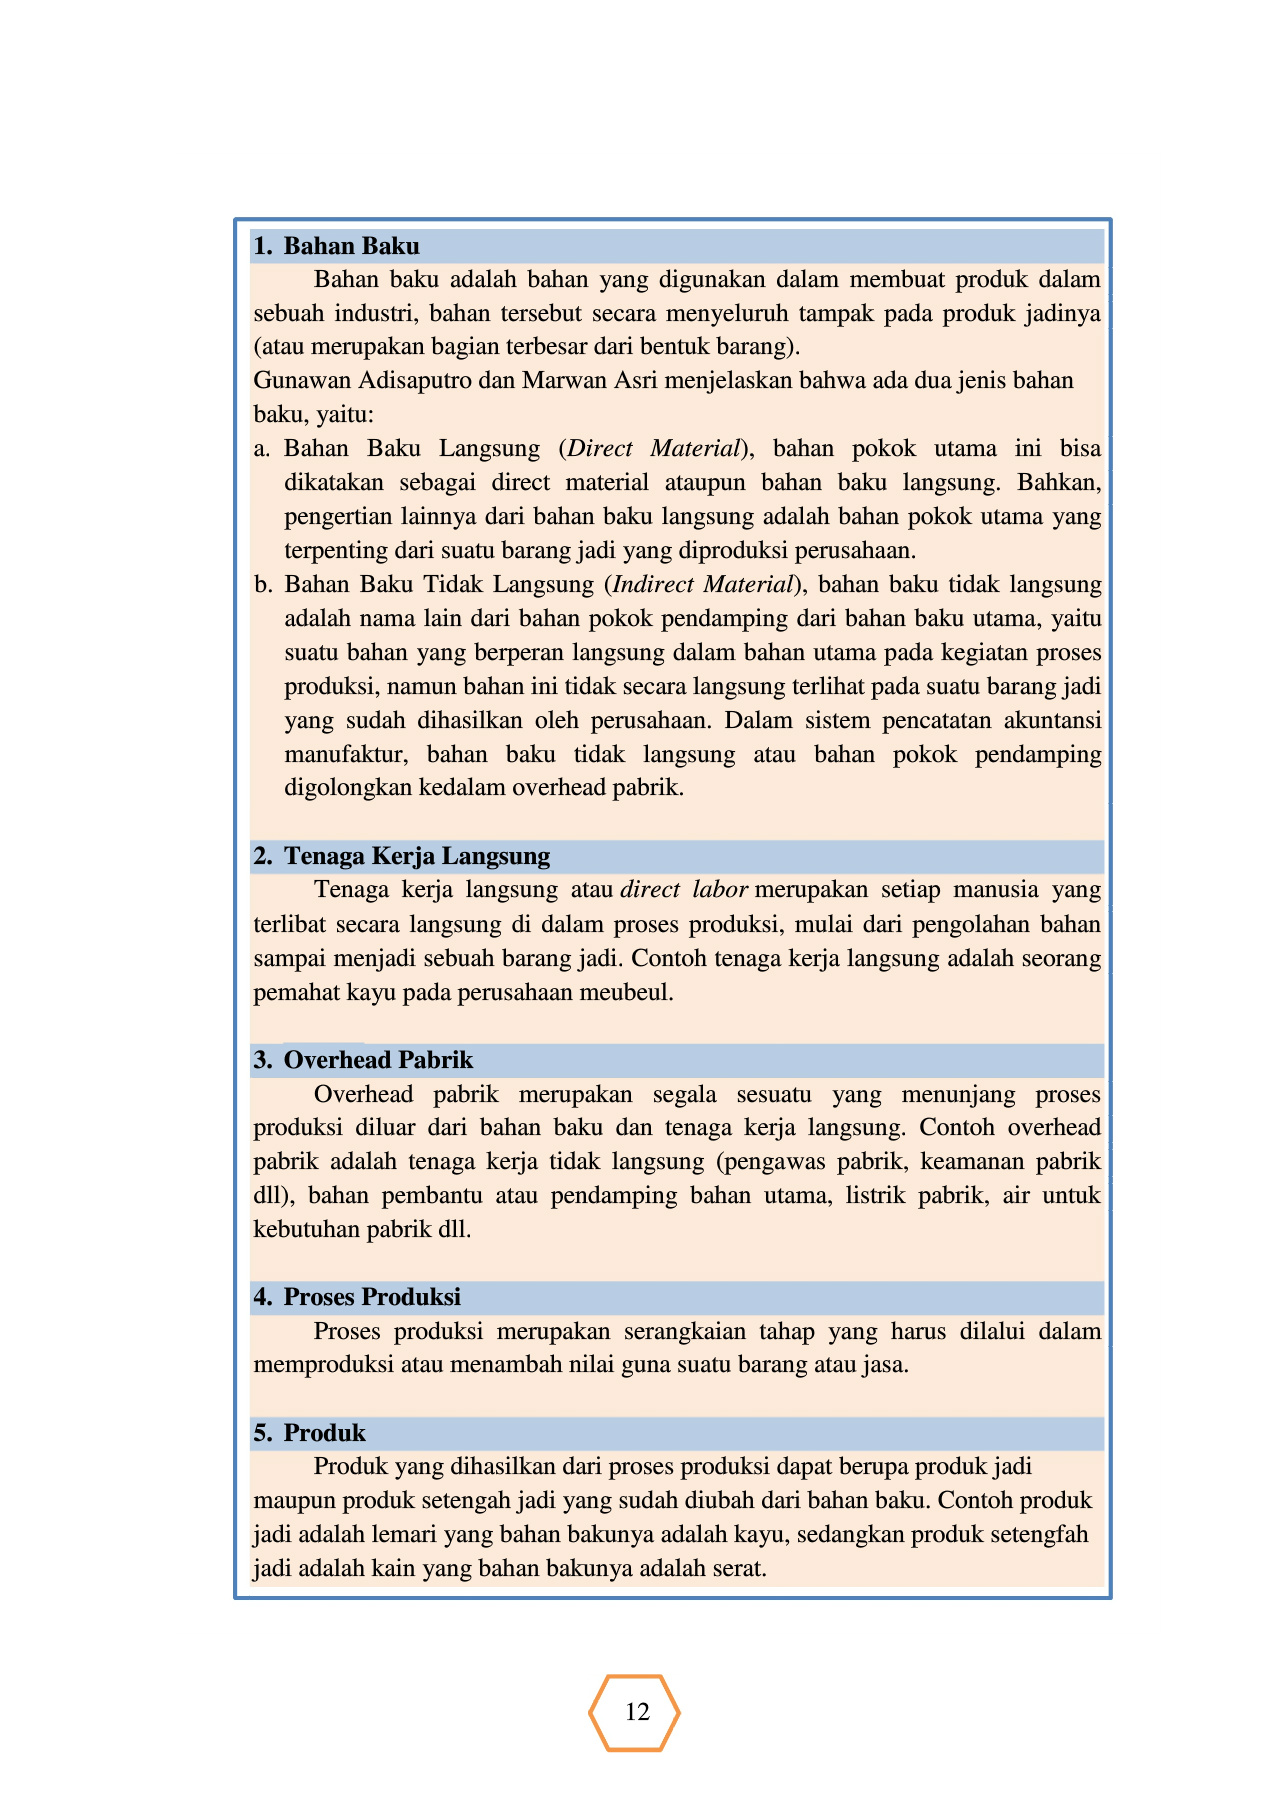 1. Bahan Baku
Bahan baku adalah bahan yang digunakan dalam membuat produk dalam
sebuah industri, bahan tersebut secara menyeluruh tampak pada produk jadinya
(atau merupakan bagian terbesar dari bentuk barang).
Gunawan Adisaputro dan Marwan Asri menjelaskan bahwa ada dua jenis bahan
baku, yaitu:
a. Bahan Baku Langsung (Direct Material), bahan pokok utama ini bisa
dikatakan sebagai direct material ataupun bahan baku langsung. Bahkan,
pengertian lainnya dari bahan baku langsung adalah bahan pokok utama yang
terpenting dari suatu barang jadi yang diproduksi perusahaan.
b. Bahan Baku Tidak Langsung (Indirect Material), bahan baku tidak langsung
adalah nama lain dari bahan pokok pendamping dari bahan baku utama, yaitu
suatu bahan yang berperan langsung dalam bahan utama pada kegiatan proses
produksi, namun bahan ini tidak secara langsung terlihat pada suatu barang jadi
yang sudah dihasilkan oleh perusahaan. Dalam sistem pencatatan akuntansi
manufaktur, bahan baku tidak langsung atau bahan pokok pendamping
digolongkan kedalam overhead pabrik.
2. Tenaga Kerja Langsung
Tenaga kerja langsung atau direct labor merupakan setiap manusia yang
terlibat secara langsung di dalam proses produksi, mulai dari pengolahan bahan
sampai menjadi sebuah barang jadi. Contoh tenaga kerja langsung adalah seorang
pemahat kayu pada perusahaan meubeul.
3. Overhead Pabrik
Overhead pabrik merupakan segala sesuatu yang menunjang proses
produksi diluar dari bahan baku dan tenaga kerja langsung. Contoh overhead
pabrik adalah tenaga kerja tidak langsung (pengawas pabrik, keamanan pabrik
dll), bahan pembantu atau pendamping bahan utama, listrik pabrik, air untuk
kebutuhan pabrik dll.
4. Proses Produksi
Proses produksi merupakan serangkaian tahap yang harus dilalui dalam
memproduksi atau menambah nilai guna suatu barang atau jasa.
5. Produk
Produk yang dihasilkan dari proses produksi dapat berupa produk jadi
maupun produk setengah jadi yang sudah diubah dari bahan baku. Contoh produk
jadi adalah lemari yang bahan bakunya adalah kayu, sedangkan produk setengfah
jadi adalah kain yang bahan bakunya adalah serat.
12